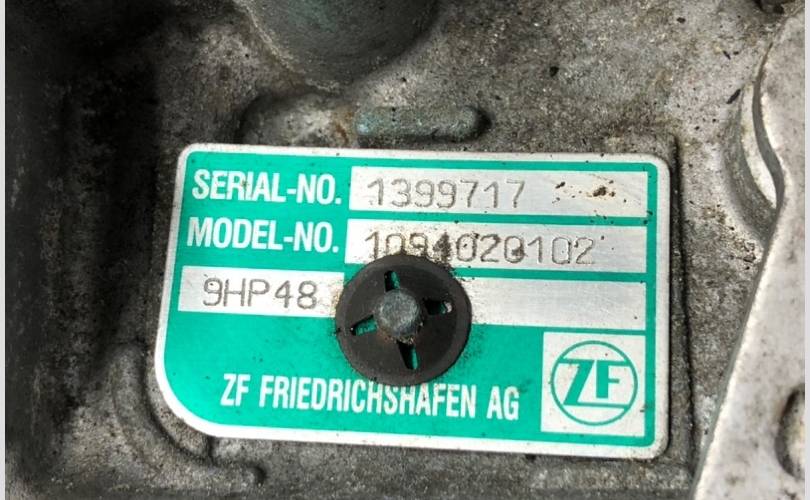 SERIAL-NO. 1399717
MODEL-NO. 1094020102
9HP48
ZF FRIEDRICHSHAFEN AG
ZF